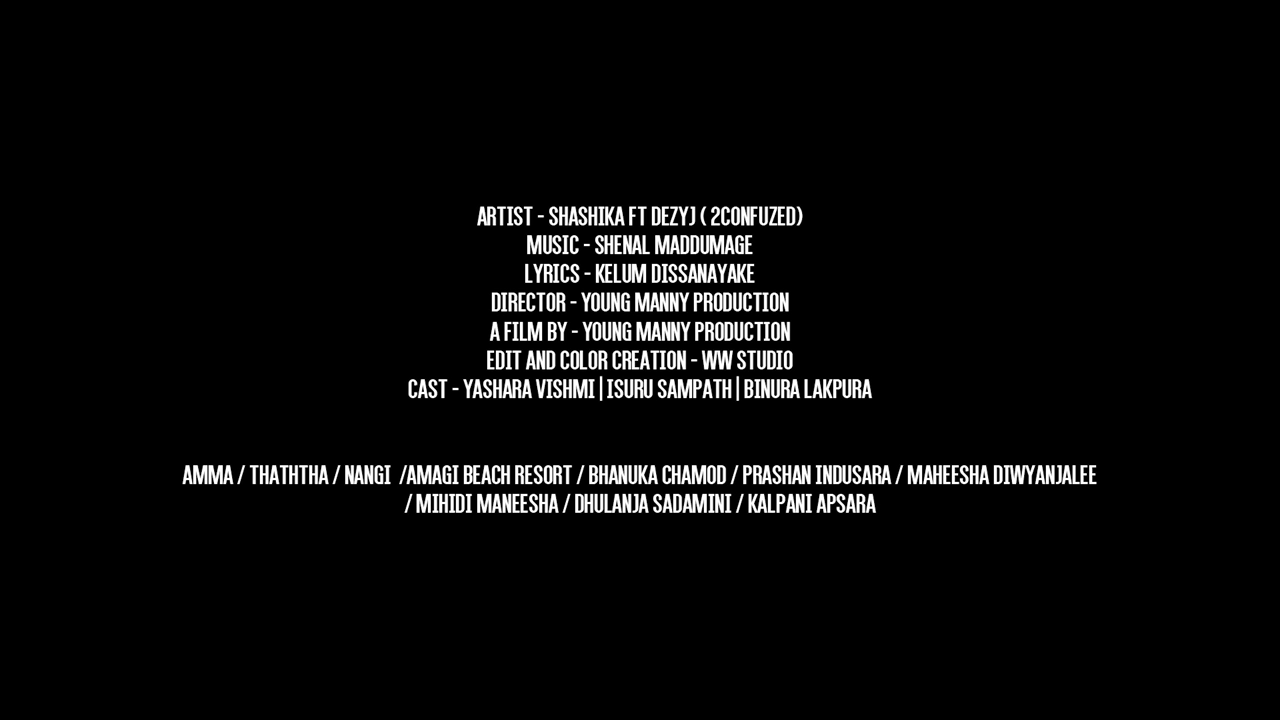 ARTIST - SHASHIKA FT DEZYJ ( 2CONFUZED)
MUSIC - SHENAL MADDUMAGE
LYRICS - KELUM DISSANAYAKE
DIRECTOR - YOUNG MANNY PRODUCTION
A FILM BY - YOUNG MANNY PRODUCTION
EDIT AND COLOR CREATION - WW STUDIO
CAST - YASHARA VISHMI | ISURU SAMPATH | BINURA LAKPURA
AMMA / THATHTHA / NANGI /AMAGI BEACH RESORT / BHANUKA CHAMOD / PRASHAN INDUSARA / MAHEESHA DIWYANJALEE
/ MIHIDI MANEESHA / DHULANJA SADAMINI / KALPANI APSARA